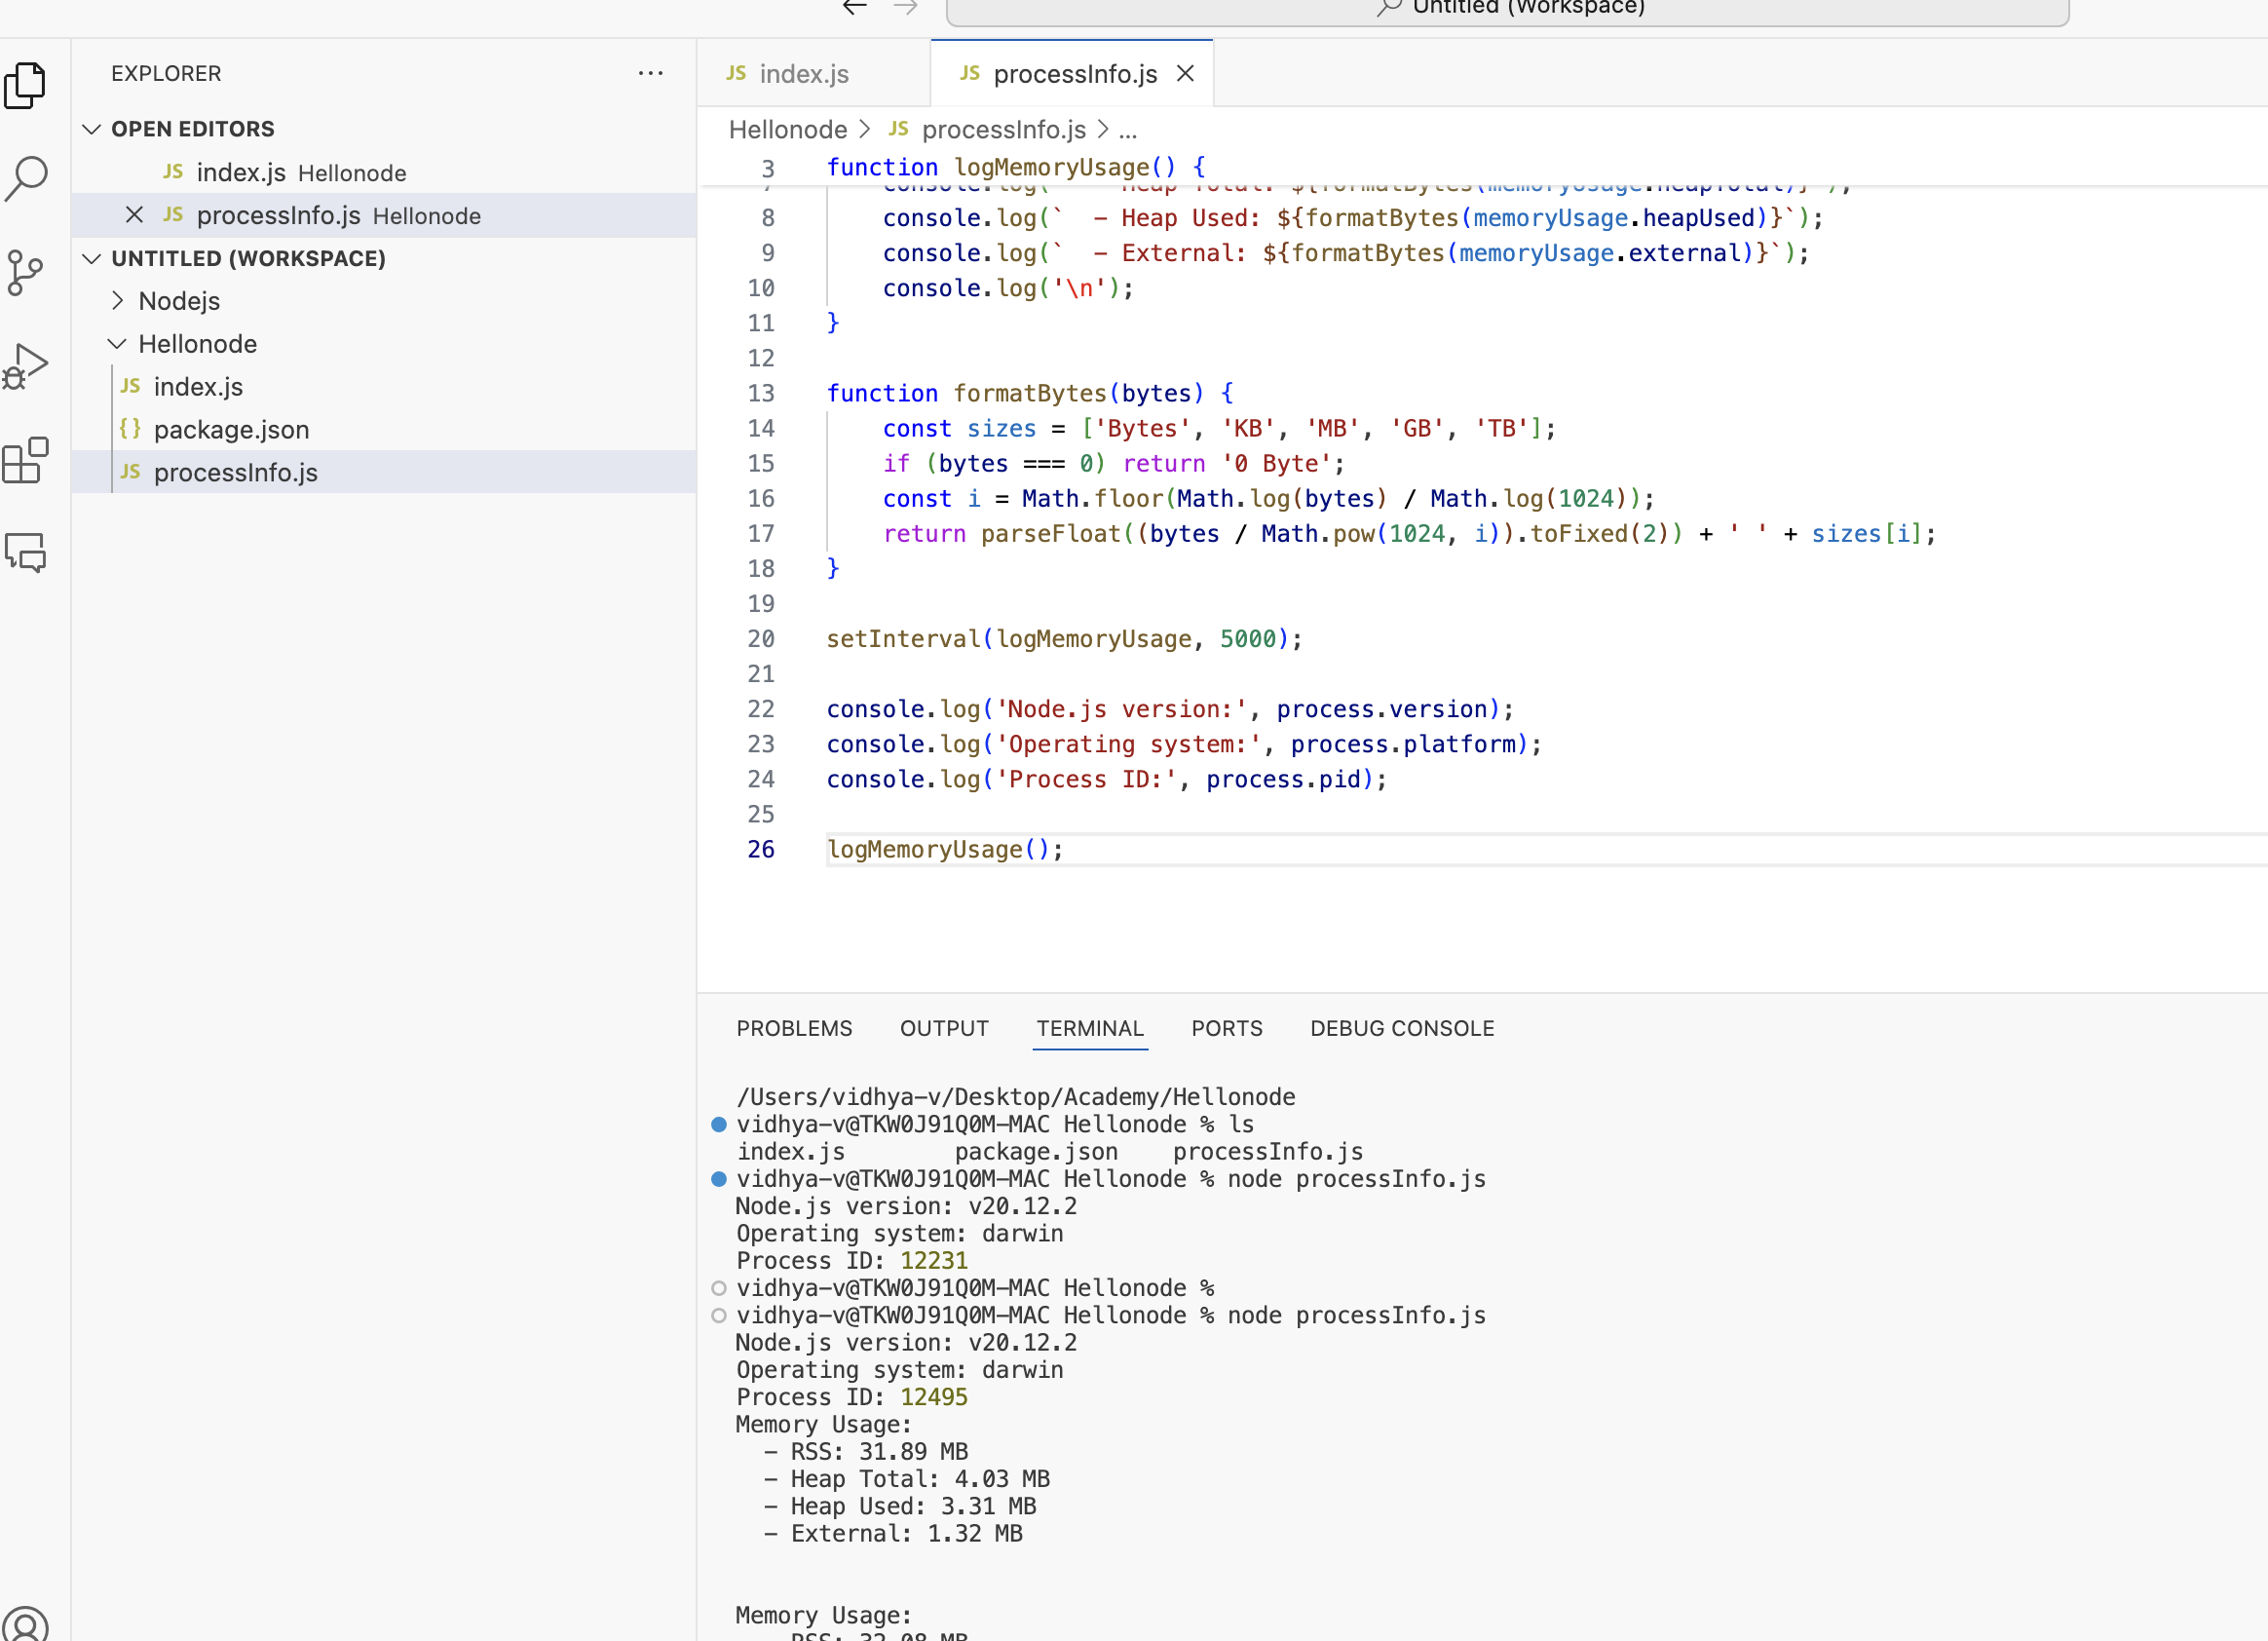 Untitled (Workspace)
EXPLORER
OPEN EDITORS
JS index.js Hellonode
JS processInfo.js Hellonode
UNTITLED (WORKSPACE)
Nodejs
Hellonode
JS index.js
{} package.json
JS processInfo.js
JS index.js
JS processInfo.js
Hellonode > JS processInfo.js > ...
3 function logMemoryUsage() {
console.log(`  - Heap Total: ${formatBytes(memoryUsage.heapTotal)}`);
8 console.log(`  - Heap Used: ${formatBytes(memoryUsage.heapUsed)}`);
9 console.log(`  - External: ${formatBytes(memoryUsage.external)}`);
10 console.log('\n');
11 }
12
13 function formatBytes(bytes) {
14 const sizes = ['Bytes', 'KB', 'MB', 'GB', 'TB'];
15 if (bytes === 0) return '0 Byte';
16 const i = Math.floor(Math.log(bytes) / Math.log(1024));
17 return parseFloat((bytes / Math.pow(1024, i)).toFixed(2)) + ' ' + sizes[i];
18 }
19
20 setInterval(logMemoryUsage, 5000);
21
22 console.log('Node.js version:', process.version);
23 console.log('Operating system:', process.platform);
24 console.log('Process ID:', process.pid);
25
26 logMemoryUsage();
PROBLEMS OUTPUT TERMINAL PORTS DEBUG CONSOLE
/Users/vidhya-v/Desktop/Academy/Hellonode
vidhya-v@TKW0J91Q0M-MAC Hellonode % ls
index.js package.json processInfo.js
vidhya-v@TKW0J91Q0M-MAC Hellonode % node processInfo.js
Node.js version: v20.12.2
Operating system: darwin
Process ID: 12231
vidhya-v@TKW0J91Q0M-MAC Hellonode %
vidhya-v@TKW0J91Q0M-MAC Hellonode % node processInfo.js
Node.js version: v20.12.2
Operating system: darwin
Process ID: 12495
Memory Usage:
- RSS: 31.89 MB
- Heap Total: 4.03 MB
- Heap Used: 3.31 MB
- External: 1.32 MB
Memory Usage:
RSS: 32.08 MB